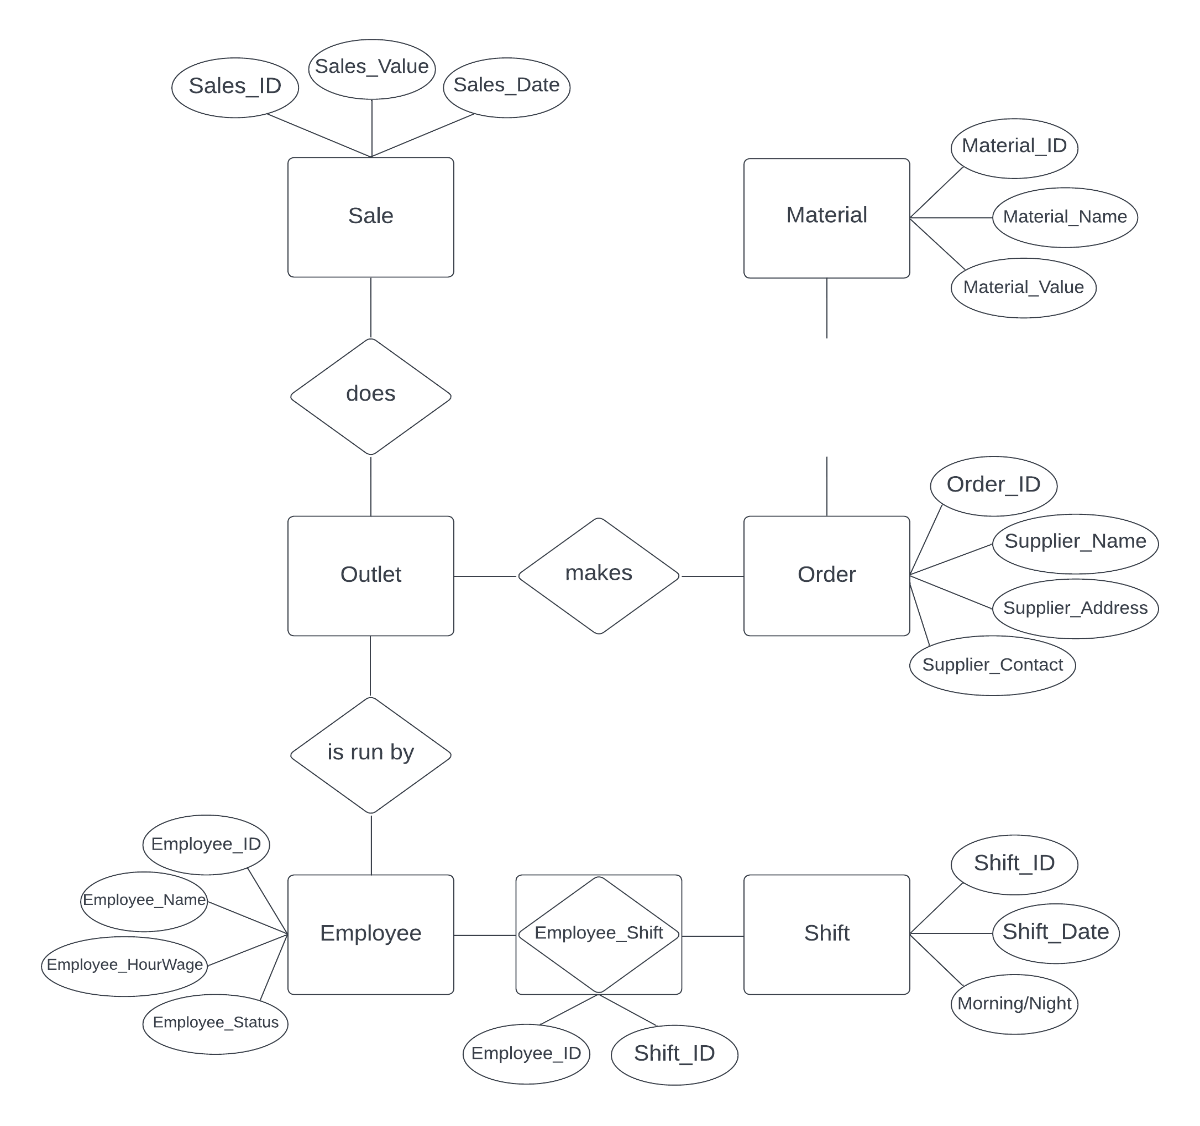 Sales_ID
Sales_Value
Sales_Date
Sale
Material
Material_ID
Material_Name
Material_Value
does
Outlet
makes
Order
Order_ID
Supplier_Name
Supplier_Address
Supplier_Contact
is run by
Employee_ID
Employee_Name
Employee_HourWage
Employee_Status
Employee
Employee_Shift
Shift
Shift_ID
Shift_Date
Morning/Night
Employee_ID
Shift_ID